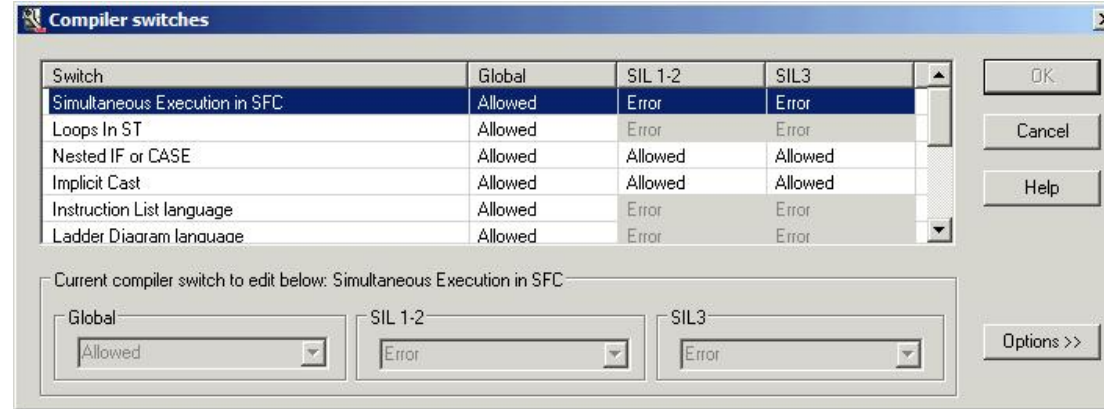 Compiler switches
Switch Global SIL 1-2 SIL3
Simultaneous Execution in SFC Allowed Error Error
Loops In ST Allowed Error Error
Nested IF or CASE Allowed Allowed Allowed
Implicit Cast Allowed Allowed Allowed
Instruction List language Allowed Error Error
Ladder Diagram language Allowed Error Error
OK
Cancel
Help
Current compiler switch to edit below: Simultaneous Execution in SFC
Global SIL 1-2 SIL3
Allowed Error Error
Options >>